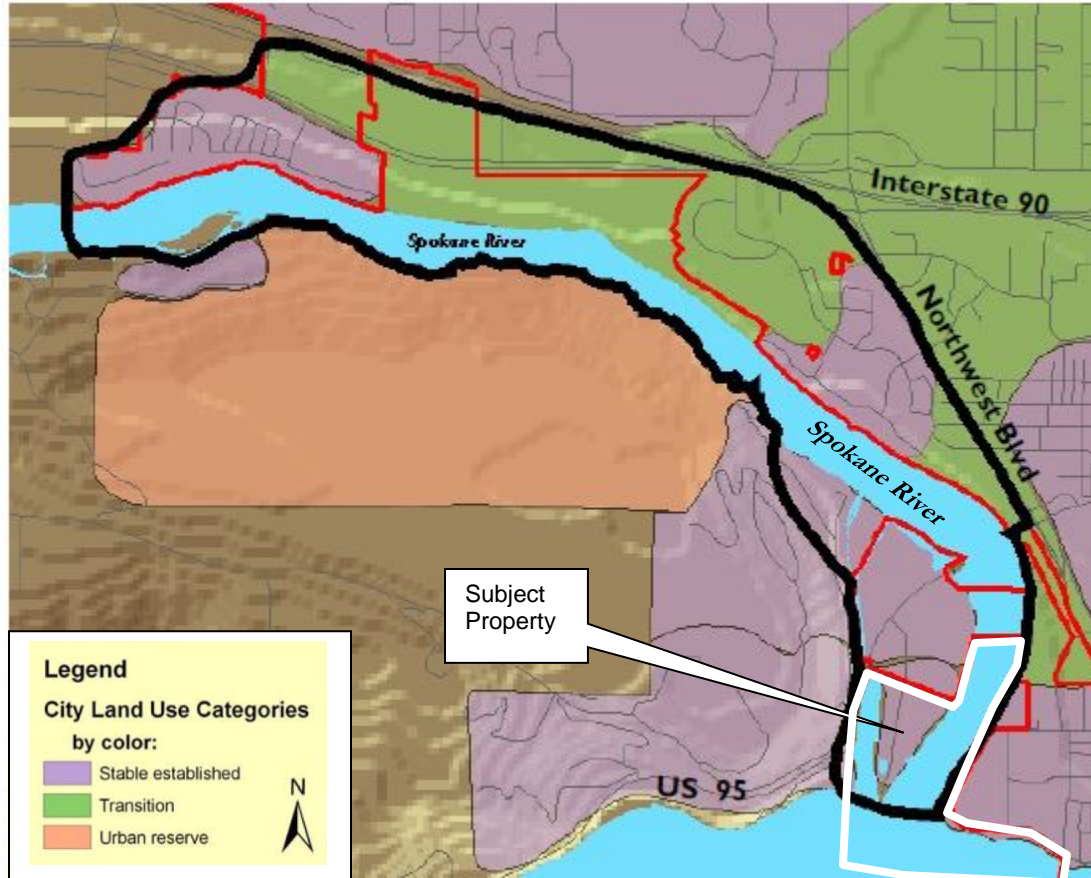 Interstate 90
Spokane River
Northwest Blvd
Spokane River
Subject
Property
US 95
Legend
City Land Use Categories
by color:
Stable established
Transition
Urban reserve
N